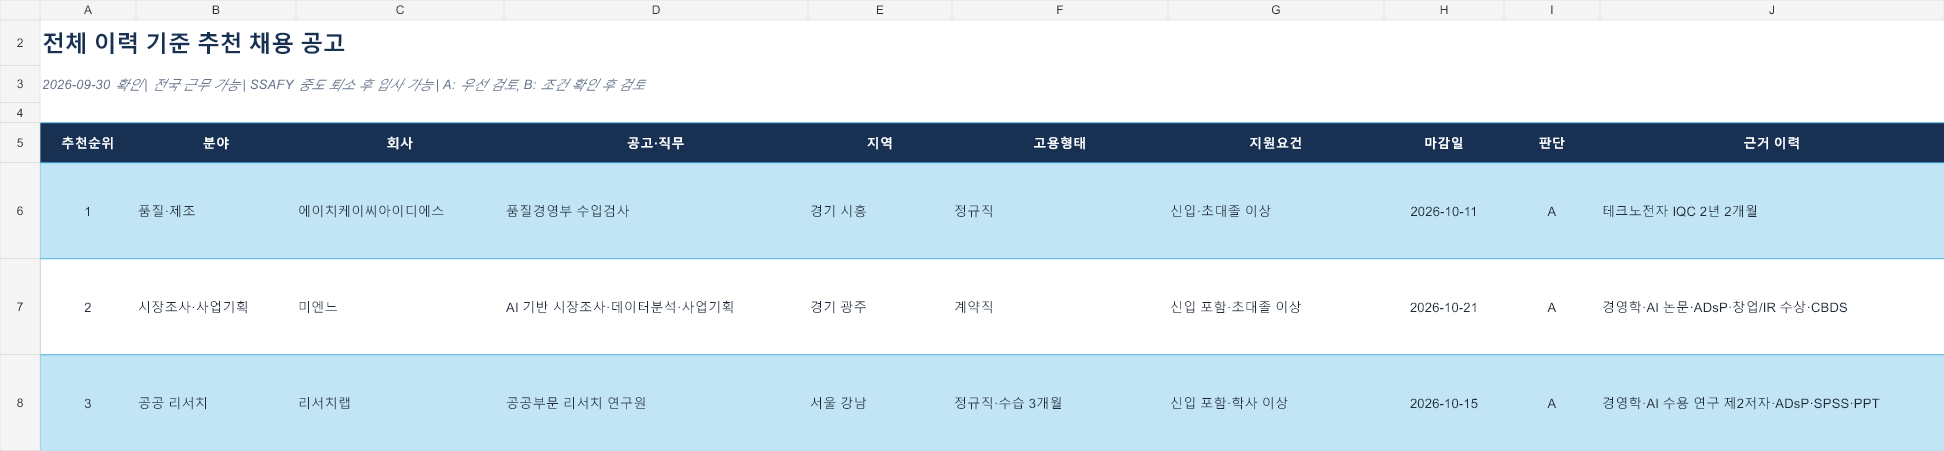 A B C D E F G H I J
2 전체 이력 기준 추천 채용 공고
3 2026-09-30 확인 | 전국 근무 가능 | SSAFY 중도 퇴소 후 입사 가능 | A: 우선 검토, B: 조건 확인 후 검토
4
5 추천순위 분야 회사 공고·직무 지역 고용형태 지원요건 마감일 판단 근거 이력
6 1 품질·제조 에이치케이씨아이디에스 품질경영부 수입검사 경기 시흥 정규직 신입·초대졸 이상 2026-10-11 A 테크노전자 IQC 2년 2개월
7 2 시장조사·사업기획 미엔느 AI 기반 시장조사·데이터분석·사업기획 경기 광주 계약직 신입 포함·초대졸 이상 2026-10-21 A 경영학·AI 논문·ADsP·창업/IR 수상·CBDS
8 3 공공 리서치 리서치랩 공공부문 리서치 연구원 서울 강남 정규직·수습 3개월 신입 포함·학사 이상 2026-10-15 A 경영학·AI 수용 연구 제2저자·ADsP·SPSS·PPT